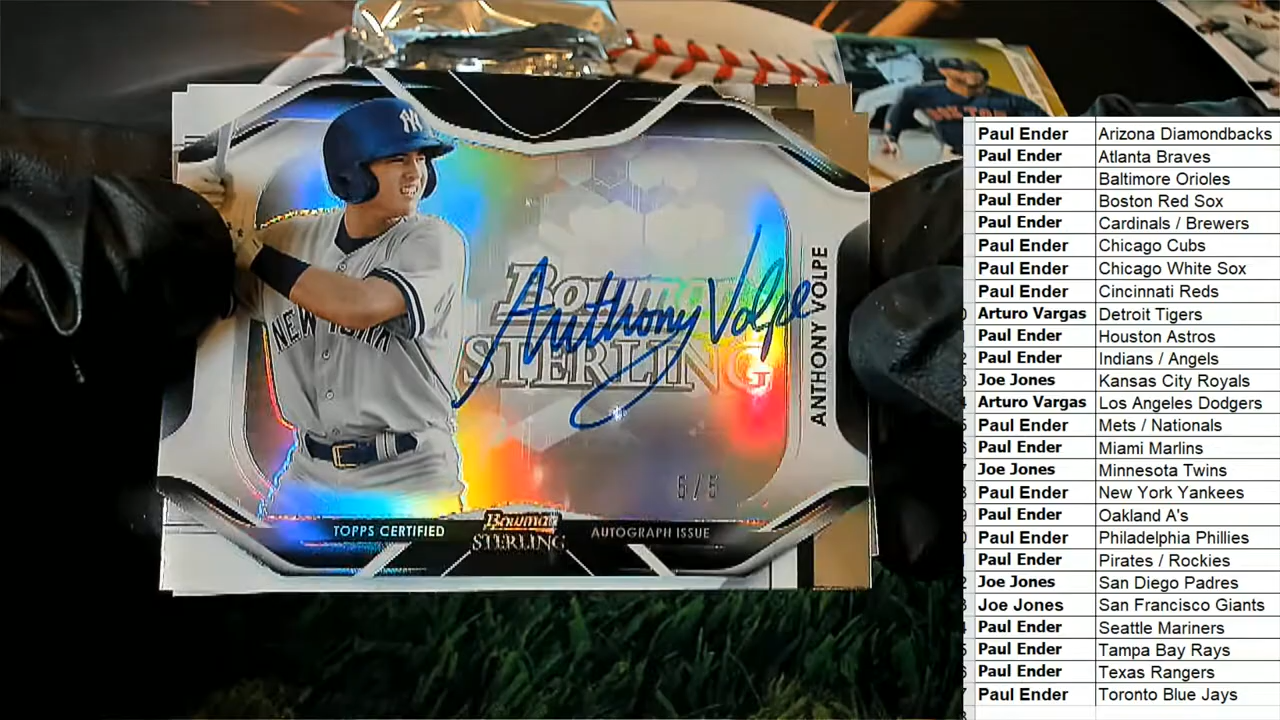 NY
NEW YORK
Bowman
STERLING
Anthony Volpe
ANTHONY VOLPE
5/5
TOPPS CERTIFIED
Bowman
STERLING
AUTOGRAPH ISSUE
Paul Ender Arizona Diamondbacks
Paul Ender Atlanta Braves
Paul Ender Baltimore Orioles
Paul Ender Boston Red Sox
Paul Ender Cardinals / Brewers
Paul Ender Chicago Cubs
Paul Ender Chicago White Sox
Paul Ender Cincinnati Reds
Arturo Vargas Detroit Tigers
Paul Ender Houston Astros
Paul Ender Indians / Angels
Joe Jones Kansas City Royals
Arturo Vargas Los Angeles Dodgers
Paul Ender Mets / Nationals
Paul Ender Miami Marlins
Joe Jones Minnesota Twins
Paul Ender New York Yankees
Paul Ender Oakland A's
Paul Ender Philadelphia Phillies
Paul Ender Pirates / Rockies
Joe Jones San Diego Padres
Joe Jones San Francisco Giants
Paul Ender Seattle Mariners
Paul Ender Tampa Bay Rays
Paul Ender Texas Rangers
Paul Ender Toronto Blue Jays